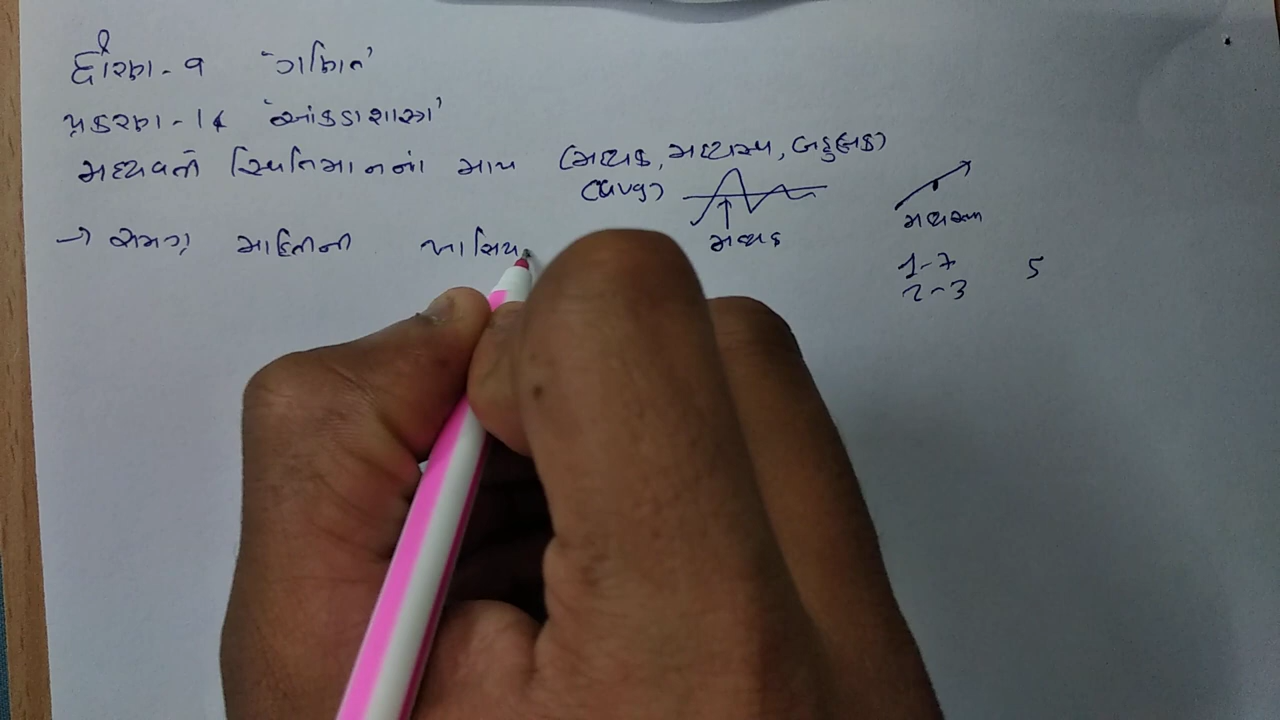 ધોરણ - ૯ "ગણિત"
પ્રકરણ - 14 "આંકડાશાસ્ત્ર"
મધ્યવર્તી સ્થિતિમાનનાં માપ (મધ્યક, મધ્યસ્થ, બહુલક)
(avg)
મધ્યક
મધ્યસ્થ
→ સમગ્ર માહિતીની ખાસિય
1-7
2-3
5